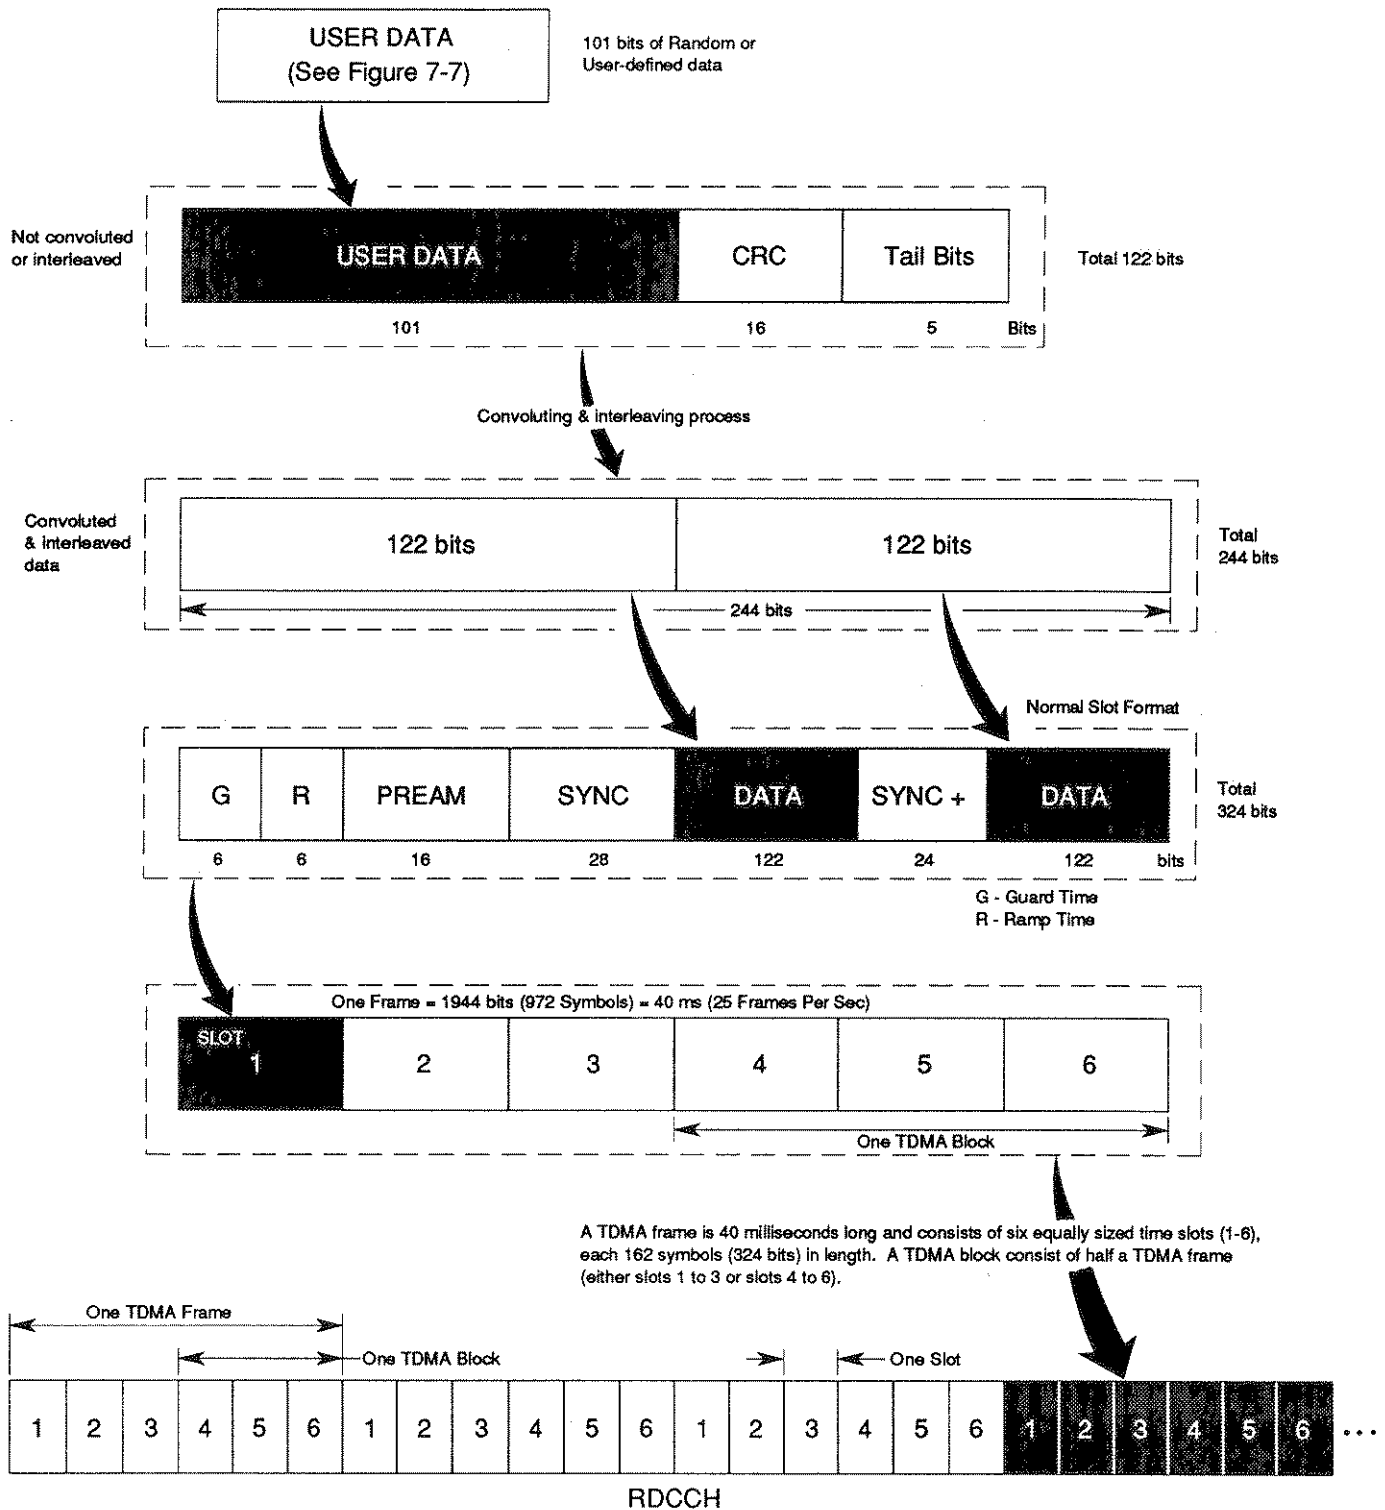 USER DATA
(See Figure 7-7)
101 bits of Random or
User-defined data
Not convoluted
or interleaved
USER DATA
CRC
Tail Bits
Total 122 bits
101
16
5
Bits
Convoluting & interleaving process
Convoluted
& interleaved
data
122 bits
122 bits
Total
244 bits
244 bits
Normal Slot Format
G
R
PREAM
SYNC
DATA
SYNC +
DATA
Total
324 bits
6
6
16
28
122
24
122
bits
G - Guard Time
R - Ramp Time
One Frame = 1944 bits (972 Symbols) = 40 ms (25 Frames Per Sec)
SLOT
1
2
3
4
5
6
One TDMA Block
A TDMA frame is 40 milliseconds long and consists of six equally sized time slots (1-6),
each 162 symbols (324 bits) in length. A TDMA block consist of half a TDMA frame
(either slots 1 to 3 or slots 4 to 6).
One TDMA Frame
One TDMA Block
One Slot
1 2 3 4 5 6 1 2 3 4 5 6 1 2 3 4 5 6 1 2 3 4 5 6 • • •
RDCCH